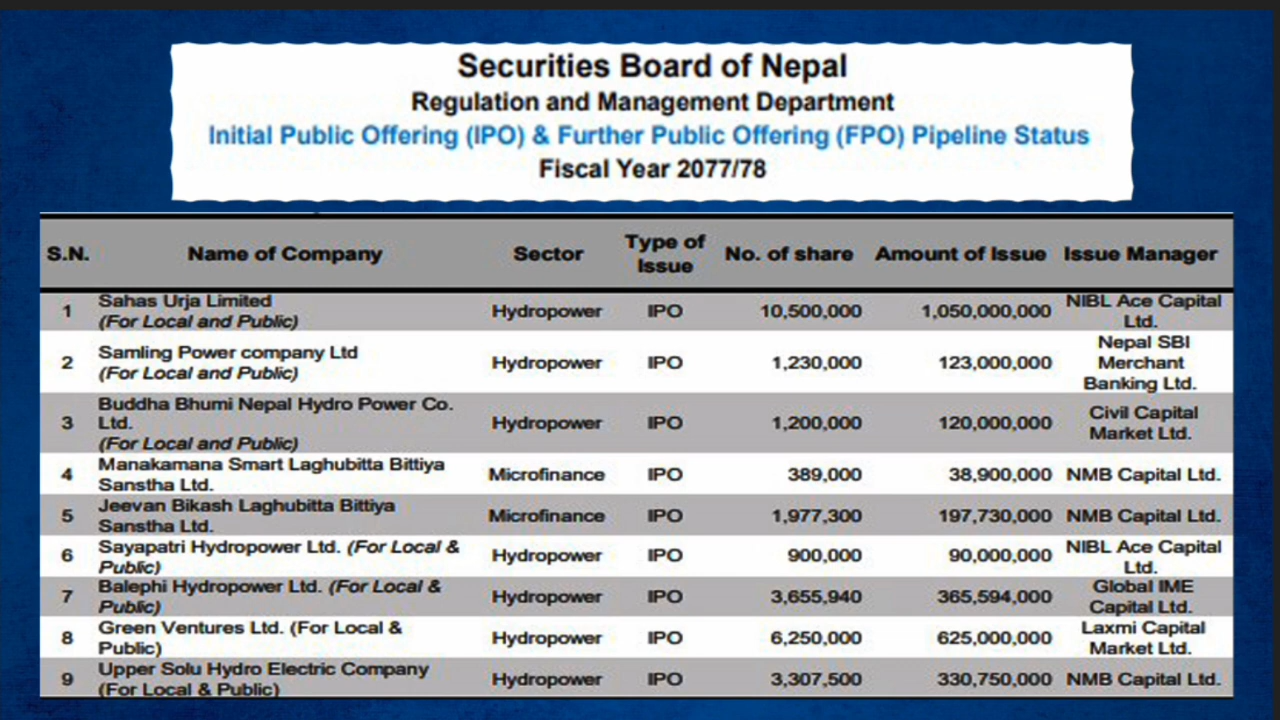 Securities Board of Nepal
Regulation and Management Department
Initial Public Offering (IPO) & Further Public Offering (FPO) Pipeline Status
Fiscal Year 2077/78
S.N. Name of Company Sector Type of Issue No. of share Amount of Issue Issue Manager
1 Sahas Urja Limited (For Local and Public) Hydropower IPO 10,500,000 1,050,000,000 NIBL Ace Capital Ltd.
2 Samling Power company Ltd (For Local and Public) Hydropower IPO 1,230,000 123,000,000 Nepal SBI Merchant Banking Ltd.
3 Buddha Bhumi Nepal Hydro Power Co. Ltd. (For Local and Public) Hydropower IPO 1,200,000 120,000,000 Civil Capital Market Ltd.
4 Manakamana Smart Laghubitta Bittiya Sanstha Ltd. Microfinance IPO 389,000 38,900,000 NMB Capital Ltd.
5 Jeevan Bikash Laghubitta Bittiya Sanstha Ltd. Microfinance IPO 1,977,300 197,730,000 NMB Capital Ltd.
6 Sayapatri Hydropower Ltd. (For Local & Public) Hydropower IPO 900,000 90,000,000 NIBL Ace Capital Ltd.
7 Balephi Hydropower Ltd. (For Local & Public) Hydropower IPO 3,655,940 365,594,000 Global IME Capital Ltd.
8 Green Ventures Ltd. (For Local & Public) Hydropower IPO 6,250,000 625,000,000 Laxmi Capital Market Ltd.
9 Upper Solu Hydro Electric Company (For Local & Public) Hydropower IPO 3,307,500 330,750,000 NMB Capital Ltd.